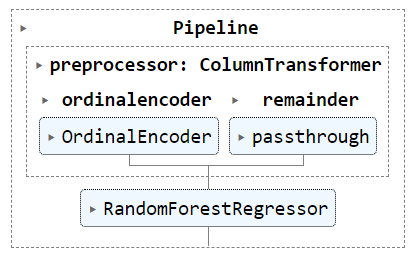 Pipeline
preprocessor: ColumnTransformer
ordinalencoder
remainder
OrdinalEncoder
passthrough
RandomForestRegressor